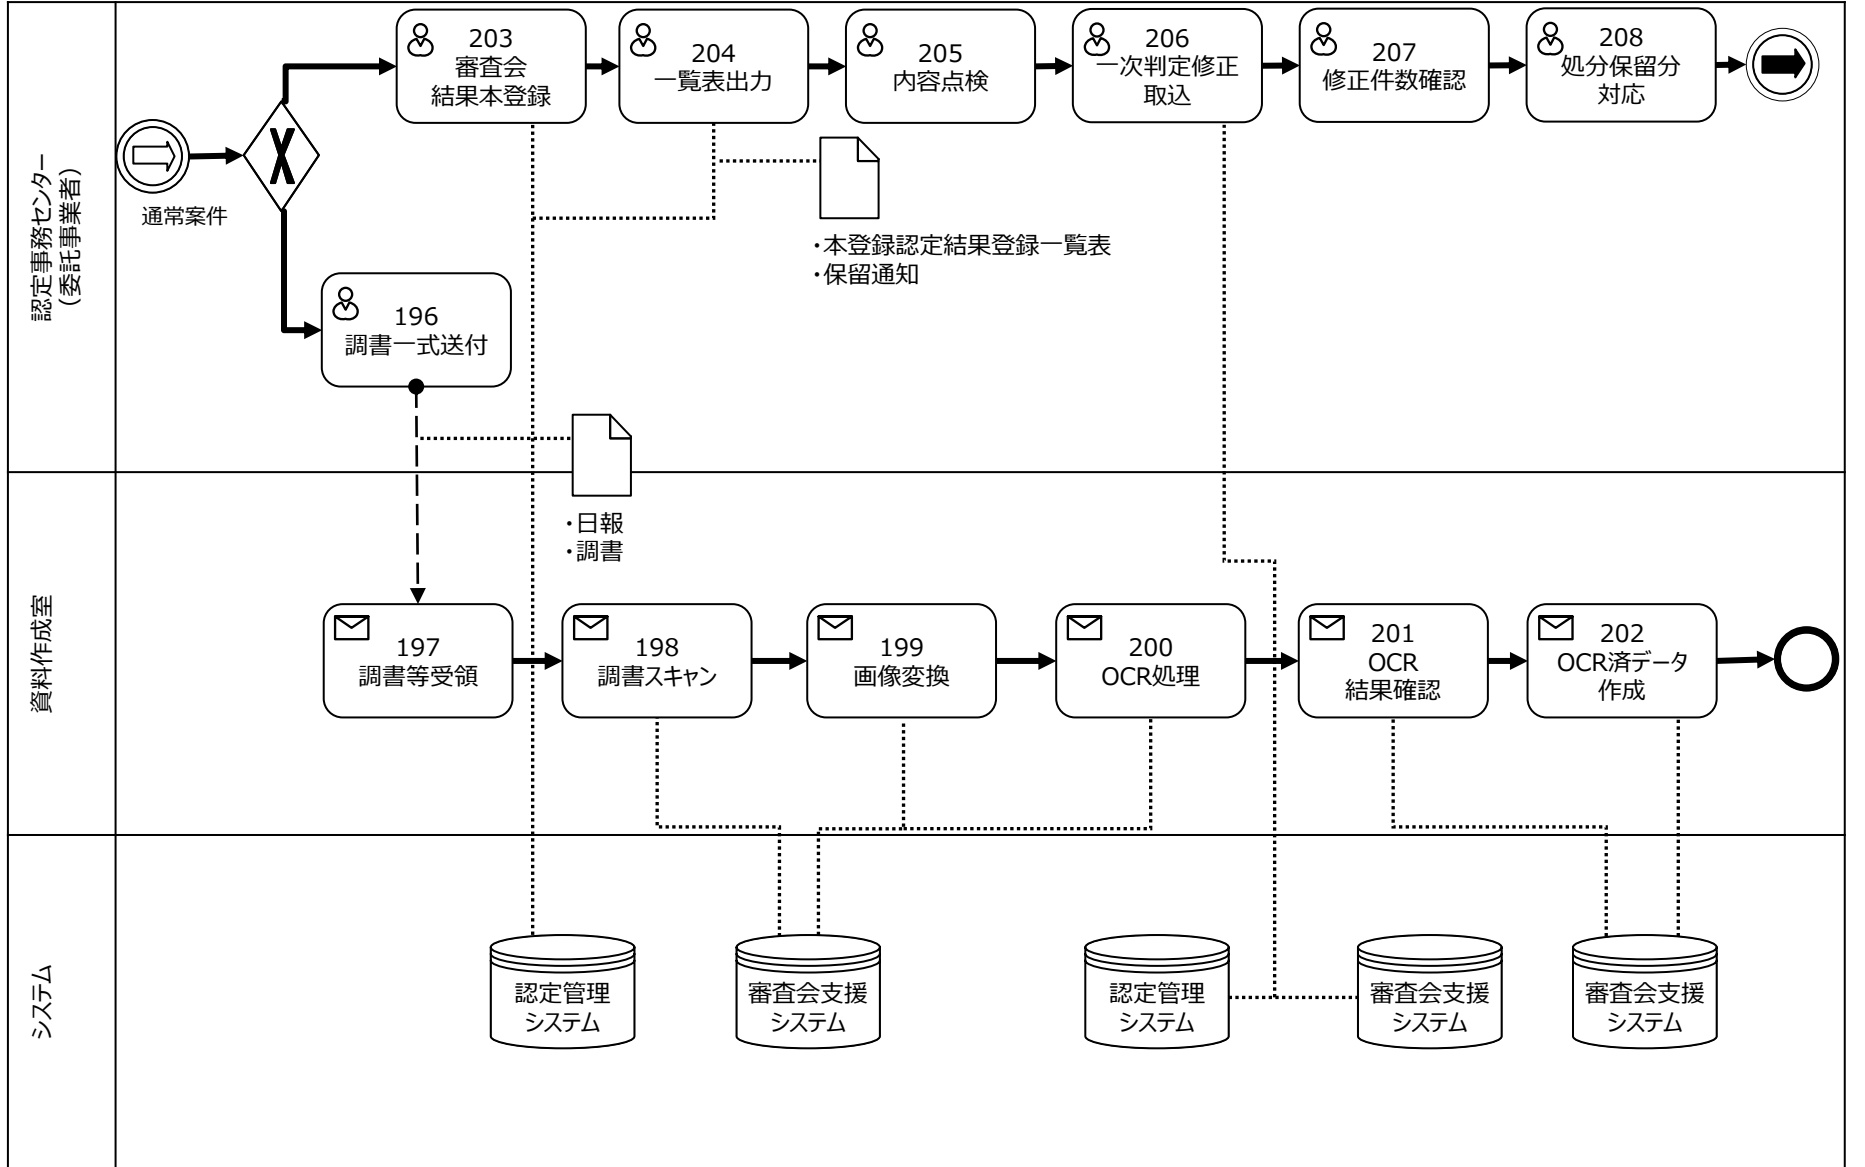 認定事務センター
（委託事業者）
通常案件
203
審査会
結果本登録
204
一覧表出力
205
内容点検
206
一次判定修正
取込
207
修正件数確認
208
処分保留分
対応
・本登録認定結果登録一覧表
・保留通知
196
調書一式送付
・日報
・調書
資料作成室
197
調書等受領
198
調書スキャン
199
画像変換
200
OCR処理
201
OCR
結果確認
202
OCR済データ
作成
システム
認定管理
システム
審査会支援
システム
認定管理
システム
審査会支援
システム
審査会支援
システム